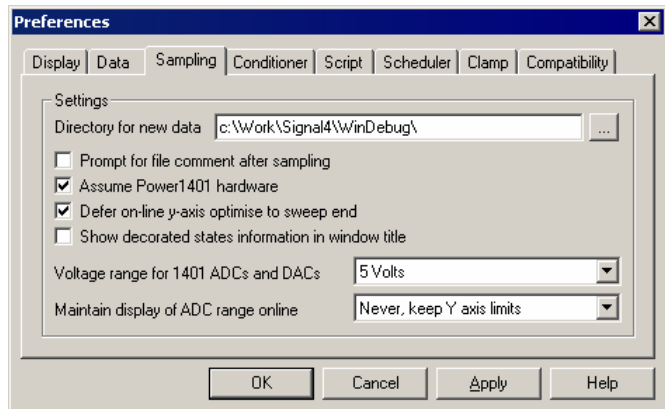 Preferences
Display Data Sampling Conditioner Script Scheduler Clamp Compatibility
Settings
Directory for new data c:\Work\Signal4\WinDebug\ ...
Prompt for file comment after sampling
Assume Power1401 hardware
Defer on-line y-axis optimise to sweep end
Show decorated states information in window title
Voltage range for 1401 ADCs and DACs 5 Volts
Maintain display of ADC range online Never, keep Y axis limits
OK Cancel Apply Help